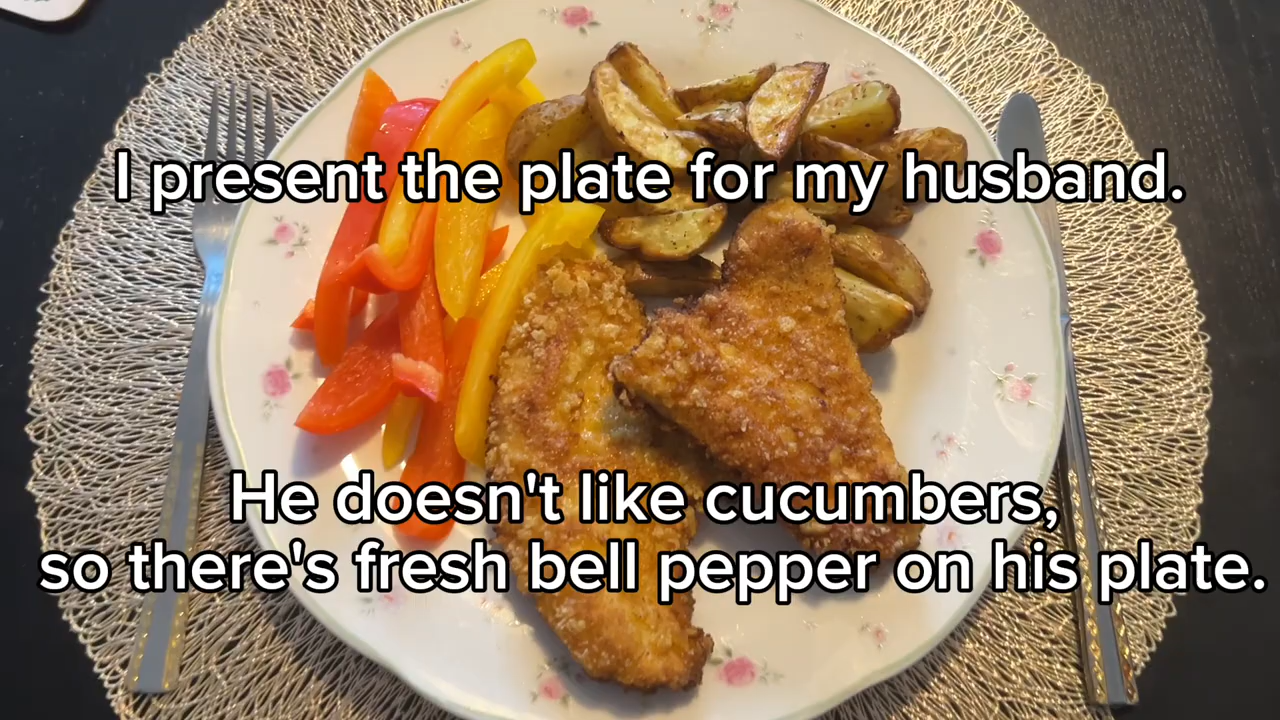 I present the plate for my husband.
He doesn't like cucumbers,
so there's fresh bell pepper on his plate.